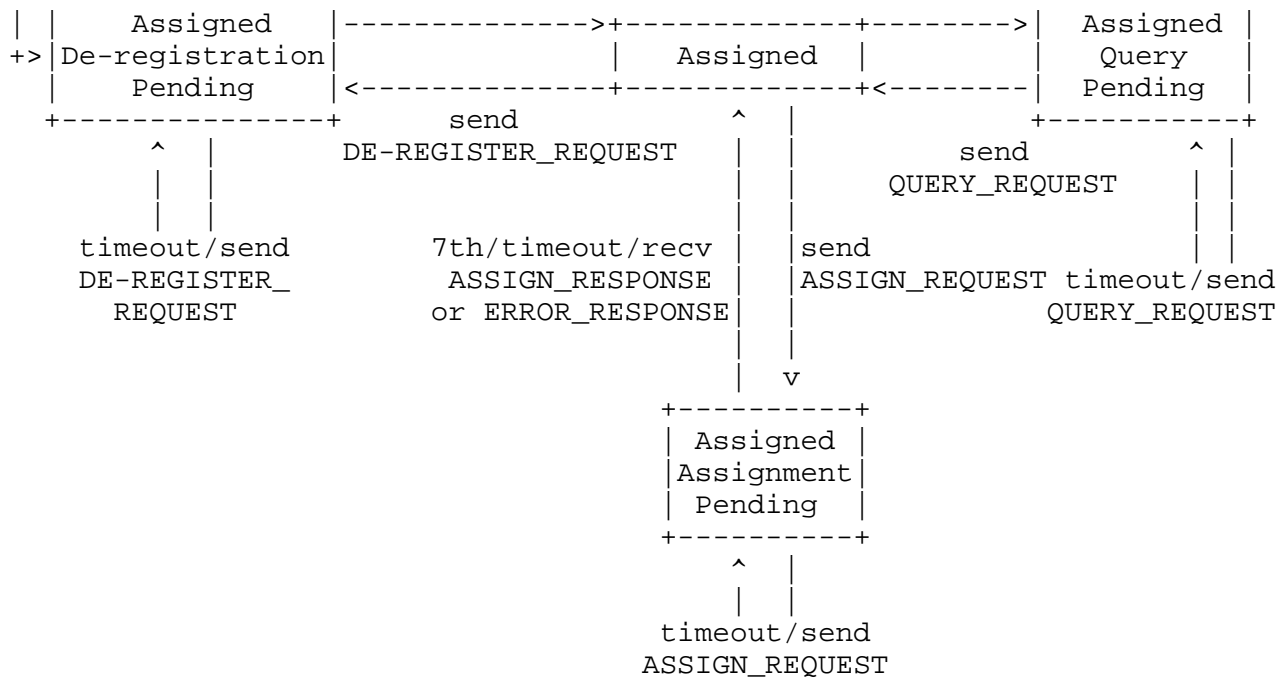 | |    Assigned   |-------------->+-------------+-------->|  Assigned |
+>|De-registration|               |   Assigned  |         |   Query   |
  |    Pending    |<--------------+-------------+<--------|  Pending  |
  +---------------+      send            ^  |             +-----------+
        ^  |       DE-REGISTER_REQUEST   |  |        send         ^ |
        |  |                             |  |    QUERY_REQUEST    | |
        |  |                             |  |                     | |
    timeout/send        7th/timeout/recv |  |send                 | |
    DE-REGISTER_         ASSIGN_RESPONSE |  |ASSIGN_REQUEST timeout/send
      REQUEST           or ERROR_RESPONSE|  |              QUERY_REQUEST
                                         |  |
                                         |  v
                                     +----------+
                                     | Assigned |
                                     |Assignment|
                                     | Pending  |
                                     +----------+
                                         ^  |
                                         |  |
                                     timeout/send
                                    ASSIGN_REQUEST